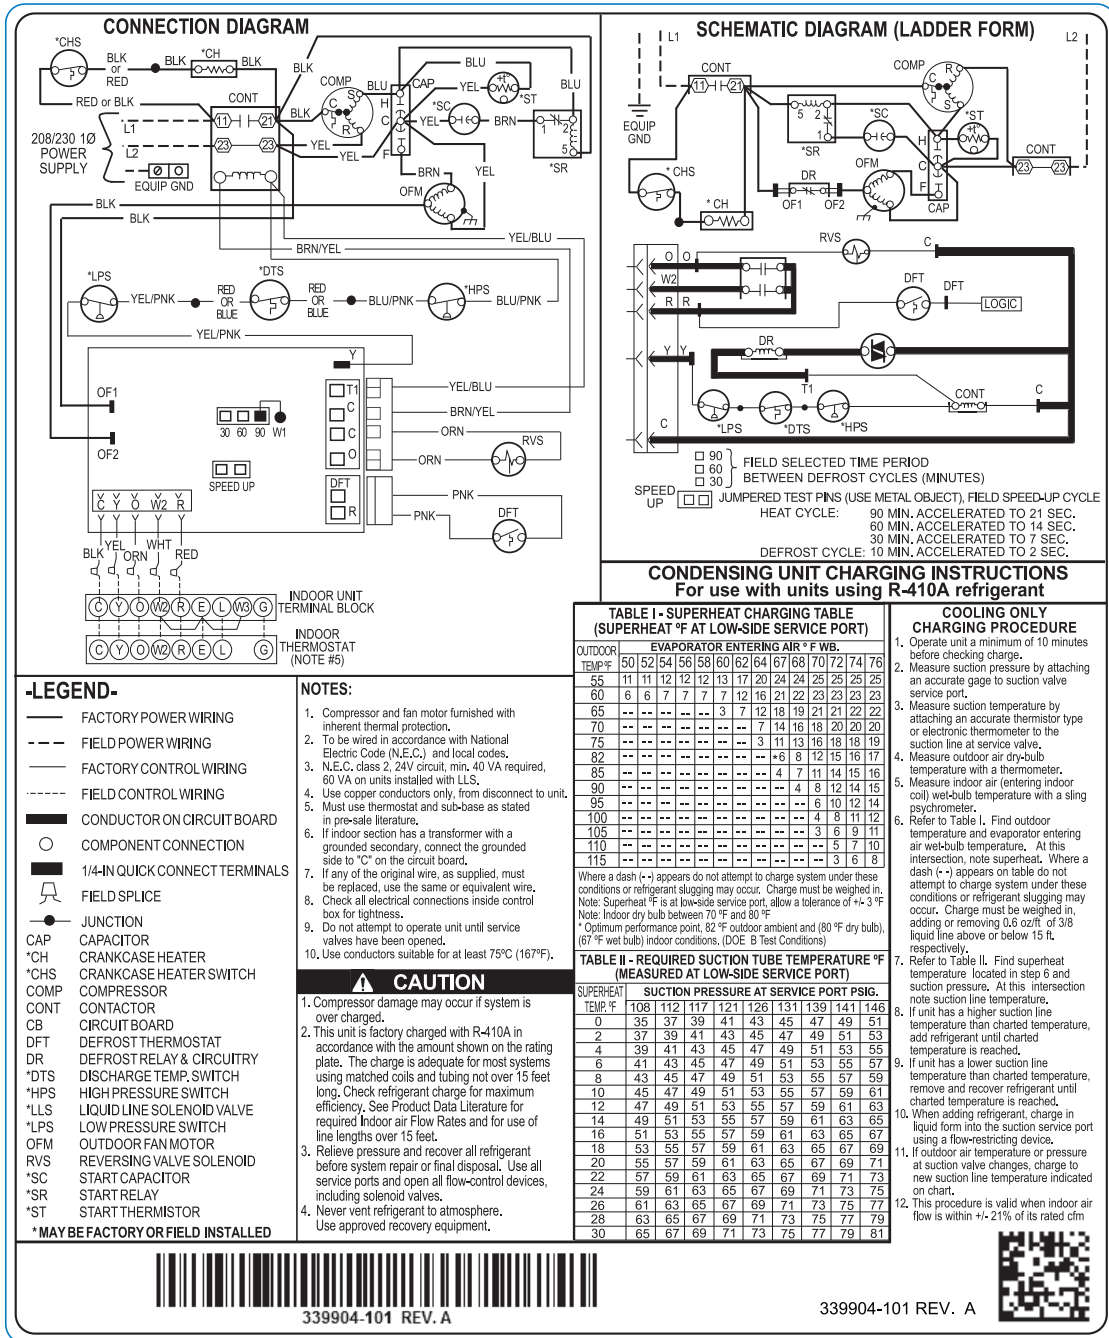 CONNECTION DIAGRAM
*CHS
BLK
or
RED
BLK
*CH
BLK
BLK
COMP
BLU
CAP
BLU
YEL
+t°
*ST
BLU
RED or BLK
CONT
11
21
C
S
R
H
C
F
YEL
*SC
BRN
1
2
5
*SR
208/230 1Ø
POWER
SUPPLY
L1
L2
23
23
YEL
YEL
BRN
YEL
EQUIP GND
OFM
BLK
BLK
YEL/BLU
BRN/YEL
*LPS
YEL/PNK
RED
OR
BLUE
*DTS
RED
OR
BLUE
BLU/PNK
*HPS
BLU/PNK
YEL/PNK
Y
OF1
OF2
30 60 90 W1
SPEED UP
T1
C
C
O
DFT
R
YEL/BLU
BRN/YEL
ORN
ORN
RVS
PNK
PNK
DFT
C Y O W2 R
BLK
YEL
ORN
WHT
RED
C Y O W2 R E L W3 G
INDOOR UNIT
TERMINAL BLOCK
C Y O W2 R E L G
INDOOR
THERMOSTAT
(NOTE #5)
SCHEMATIC DIAGRAM (LADDER FORM)
L1
L2
CONT
11
21
COMP
R
C
S
EQUIP
GND
5
2
1
*SR
*SC
*ST
+t°
H
C
F
CAP
CONT
23
23
OFM
* CHS
DR
OF1
OF2
* CH
RVS
C
O O
W2
R R
DFT
DFT
LOGIC
Y Y
DR
T1
CONT
C
*LPS
*DTS
*HPS
C
90
60
30
FIELD SELECTED TIME PERIOD
BETWEEN DEFROST CYCLES (MINUTES)
SPEED
UP
JUMPERED TEST PINS (USE METAL OBJECT), FIELD SPEED-UP CYCLE
HEAT CYCLE: 90 MIN. ACCELERATED TO 21 SEC.
60 MIN. ACCELERATED TO 14 SEC.
30 MIN. ACCELERATED TO 7 SEC.
DEFROST CYCLE: 10 MIN. ACCELERATED TO 2 SEC.
-LEGEND-
FACTORY POWER WIRING
FIELD POWER WIRING
FACTORY CONTROL WIRING
FIELD CONTROL WIRING
CONDUCTOR ON CIRCUIT BOARD
COMPONENT CONNECTION
1/4-IN QUICK CONNECT TERMINALS
FIELD SPLICE
JUNCTION
CAP CAPACITOR
*CH CRANKCASE HEATER
*CHS CRANKCASE HEATER SWITCH
COMP COMPRESSOR
CONT CONTACTOR
CB CIRCUIT BOARD
DFT DEFROST THERMOSTAT
DR DEFROST RELAY & CIRCUITRY
*DTS DISCHARGE TEMP. SWITCH
*HPS HIGH PRESSURE SWITCH
*LLS LIQUID LINE SOLENOID VALVE
*LPS LOW PRESSURE SWITCH
OFM OUTDOOR FAN MOTOR
RVS REVERSING VALVE SOLENOID
*SC START CAPACITOR
*SR START RELAY
*ST START THERMISTOR
* MAY BE FACTORY OR FIELD INSTALLED
NOTES:
1. Compressor and fan motor furnished with
inherent thermal protection.
2. To be wired in accordance with National
Electric Code (N.E.C.) and local codes.
3. N.E.C. class 2, 24V circuit, min. 40 VA required,
60 VA on units installed with LLS.
4. Use copper conductors only, from disconnect to unit.
5. Must use thermostat and sub-base as stated
in pre-sale literature.
6. If indoor section has a transformer with a
grounded secondary, connect the grounded
side to "C" on the circuit board.
7. If any of the original wire, as supplied, must
be replaced, use the same or equivalent wire.
8. Check all electrical connections inside control
box for tightness.
9. Do not attempt to operate unit until service
valves have been opened.
10. Use conductors suitable for at least 75ºC (167ºF).
CAUTION
1. Compressor damage may occur if system is
over charged.
2. This unit is factory charged with R-410A in
accordance with the amount shown on the rating
plate. The charge is adequate for most systems
using matched coils and tubing not over 15 feet
long. Check refrigerant charge for maximum
efficiency. See Product Data Literature for
required Indoor air Flow Rates and for use of
line lengths over 15 feet.
3. Relieve pressure and recover all refrigerant
before system repair or final disposal. Use all
service ports and open all flow-control devices,
including solenoid valves.
4. Never vent refrigerant to atmosphere.
Use approved recovery equipment.
CONDENSING UNIT CHARGING INSTRUCTIONS
For use with units using R-410A refrigerant
TABLE I - SUPERHEAT CHARGING TABLE
(SUPERHEAT ºF AT LOW-SIDE SERVICE PORT)
OUTDOOR TEMP ºF
EVAPORATOR ENTERING AIR º F WB.
50 52 54 56 58 60 62 64 67 68 70 72 74 76
55 11 11 12 12 12 13 17 20 24 24 25 25 25 25
60 6 6 7 7 7 7 12 16 21 22 23 23 23 23
65 -- -- -- -- -- 3 7 12 18 19 21 21 22 22
70 -- -- -- -- -- -- -- 7 14 16 18 20 20 20
75 -- -- -- -- -- -- -- 3 11 13 16 18 18 19
82 -- -- -- -- -- -- -- -- *6 8 12 15 16 17
85 -- -- -- -- -- -- -- -- 4 7 11 14 15 16
90 -- -- -- -- -- -- -- -- -- 4 8 12 14 15
95 -- -- -- -- -- -- -- -- -- -- 6 10 12 14
100 -- -- -- -- -- -- -- -- -- -- 4 8 11 12
105 -- -- -- -- -- -- -- -- -- -- 3 6 9 11
110 -- -- -- -- -- -- -- -- -- -- -- 5 7 10
115 -- -- -- -- -- -- -- -- -- -- -- 3 6 8
Where a dash (- -) appears do not attempt to charge system under these
conditions or refrigerant slugging may occur. Charge must be weighed in.
Note: Superheat ºF is at low-side service port, allow a tolerance of +/- 3 ºF
Note: Indoor dry bulb between 70 ºF and 80 ºF
* Optimum performance point, 82 ºF outdoor ambient and (80 ºF dry bulb),
(67 ºF wet bulb) indoor conditions. (DOE B Test Conditions)
TABLE II - REQUIRED SUCTION TUBE TEMPERATURE ºF
(MEASURED AT LOW-SIDE SERVICE PORT)
SUPERHEAT TEMP. ºF
SUCTION PRESSURE AT SERVICE PORT PSIG.
108 112 117 121 126 131 139 141 146
0 35 37 39 41 43 45 47 49 51
2 37 39 41 43 45 47 49 51 53
4 39 41 43 45 47 49 51 53 55
6 41 43 45 47 49 51 53 55 57
8 43 45 47 49 51 53 55 57 59
10 45 47 49 51 53 55 57 59 61
12 47 49 51 53 55 57 59 61 63
14 49 51 53 55 57 59 61 63 65
16 51 53 55 57 59 61 63 65 67
18 53 55 57 59 61 63 65 67 69
20 55 57 59 61 63 65 67 69 71
22 57 59 61 63 65 67 69 71 73
24 59 61 63 65 67 69 71 73 75
26 61 63 65 67 69 71 73 75 77
28 63 65 67 69 71 73 75 77 79
30 65 67 69 71 73 75 77 79 81
COOLING ONLY
CHARGING PROCEDURE
1. Operate unit a minimum of 10 minutes
before checking charge.
2. Measure suction pressure by attaching
an accurate gage to suction valve
service port.
3. Measure suction temperature by
attaching an accurate thermistor type
or electronic thermometer to the
suction line at service valve.
4. Measure outdoor air dry-bulb
temperature with a thermometer.
5. Measure indoor air (entering indoor
coil) wet-bulb temperature with a sling
psychrometer.
6. Refer to Table I. Find outdoor
temperature and evaporator entering
air wet-bulb temperature. At this
intersection, note superheat. Where a
dash (- -) appears on table do not
attempt to charge system under these
conditions or refrigerant slugging may
occur. Charge must be weighed in,
adding or removing 0.6 oz/ft of 3/8
liquid line above or below 15 ft.
respectively.
7. Refer to Table II. Find superheat
temperature located in step 6 and
suction pressure. At this intersection
note suction line temperature.
8. If unit has a higher suction line
temperature than charted temperature,
add refrigerant until charted
temperature is reached.
9. If unit has a lower suction line
temperature than charted temperature,
remove and recover refrigerant until
charted temperature is reached.
10. When adding refrigerant, charge in
liquid form into the suction service port
using a flow-restricting device.
11. If outdoor air temperature or pressure
at suction valve changes, charge to
new suction line temperature indicated
on chart.
12. This procedure is valid when indoor air
flow is within +/- 21% of its rated cfm
339904-101 REV. A
339904-101 REV. A